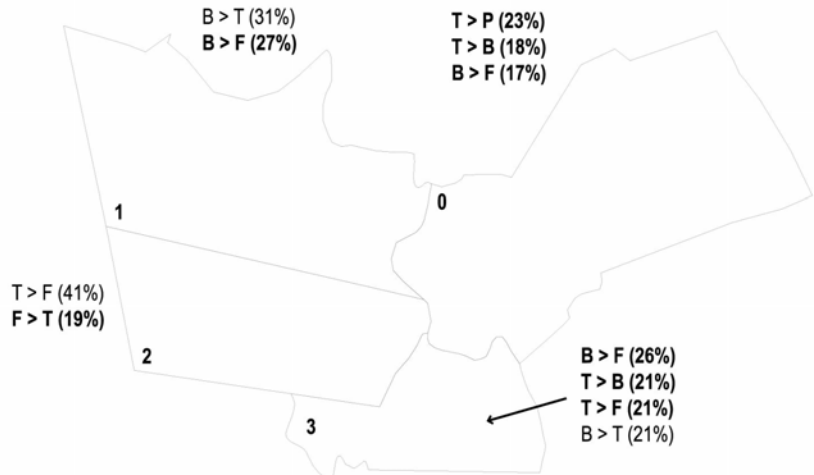 B > T (31%)
B > F (27%)
T > P (23%)
T > B (18%)
B > F (17%)
0
1
T > F (41%)
F > T (19%)
2
B > F (26%)
T > B (21%)
T > F (21%)
B > T (21%)
3